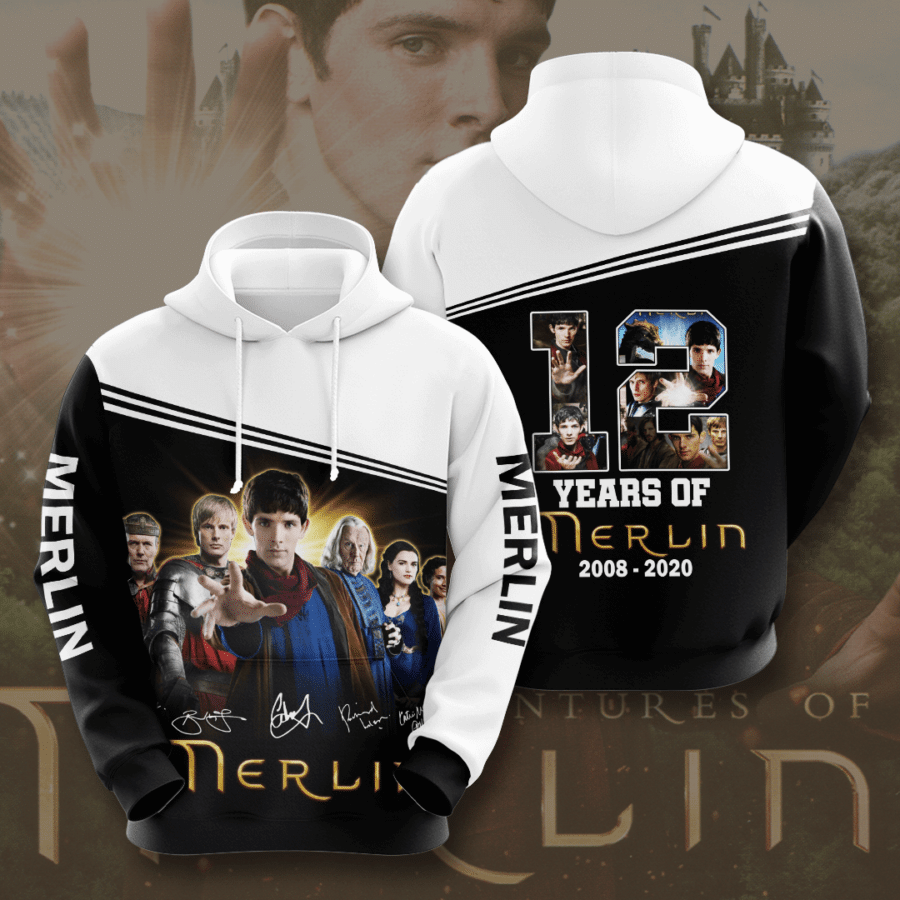 MERLIN
MERLIN
MERLIN
12
YEARS OF
MERLIN
2008 - 2020
NTURES OF
MERLIN